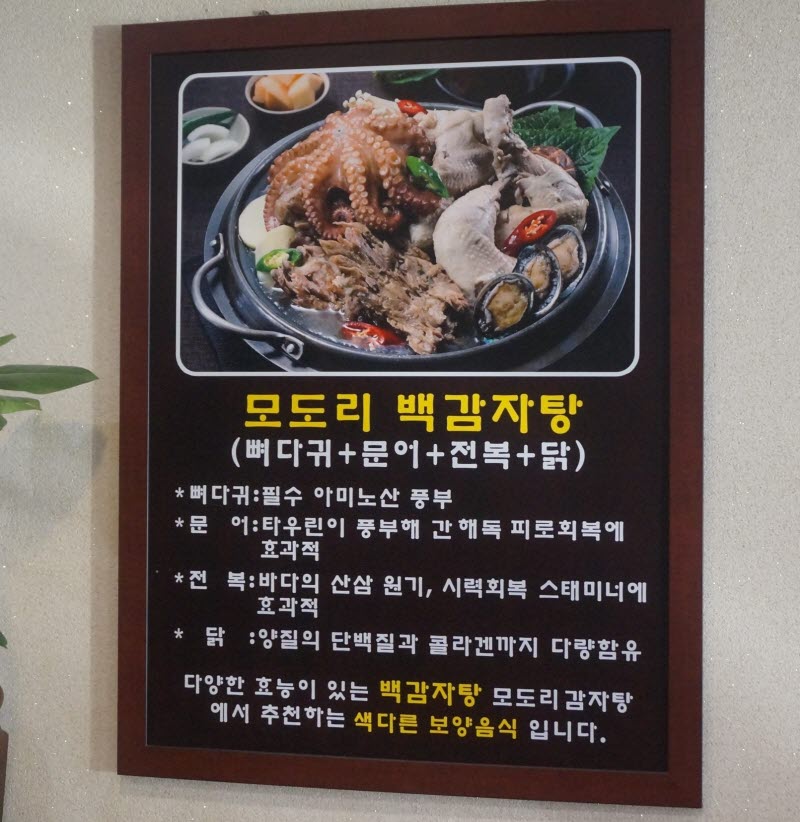 모도리 백감자탕
(뼈다귀+문어+전복+닭)
*뼈다귀:필수 아미노산 풍부
*문 어:타우린이 풍부해 간해독 피로회복에
효과적
*전 복:바다의 산삼 원기, 시력회복 스태미너에
효과적
* 닭 :양질의 단백질과 콜라겐까지 다량함유
다양한 효능이 있는 백감자탕 모도리감자탕
에서 추천하는 색다른 보양음식 입니다.